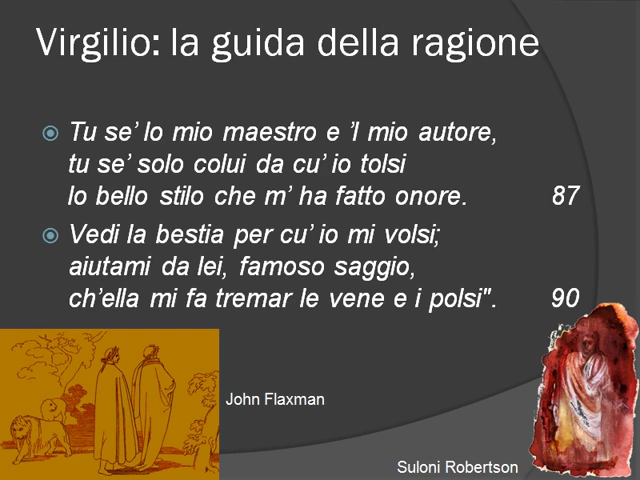 Virgilio: la guida della ragione
Tu se’ lo mio maestro e ’l mio autore,
tu se’ solo colui da cu’ io tolsi
lo bello stilo che m’ ha fatto onore. 87
Vedi la bestia per cu’ io mi volsi;
aiutami da lei, famoso saggio,
ch’ella mi fa tremar le vene e i polsi". 90
John Flaxman
Suloni Robertson